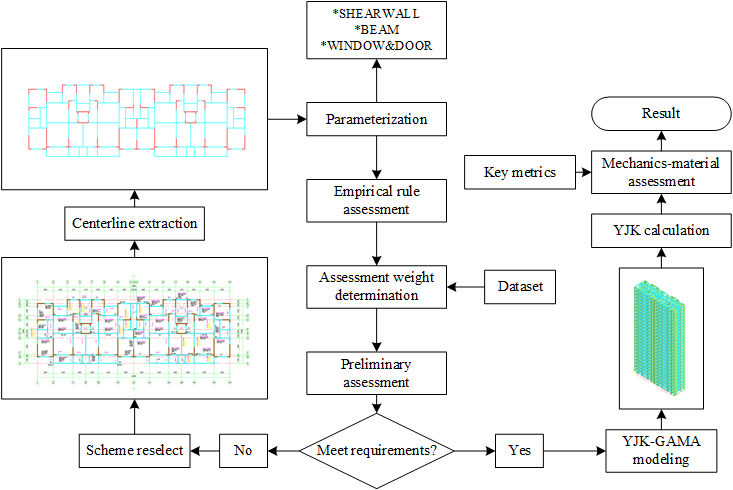 *SHEARWALL
*BEAM
*WINDOW&DOOR
Parameterization
Result
Key metrics
Mechanics-material
assessment
Empirical rule
assessment
Centerline extraction
YJK calculation
Assessment weight
determination
Dataset
Preliminary
assessment
Scheme reselect
No
Meet requirements?
Yes
YJK-GAMA
modeling